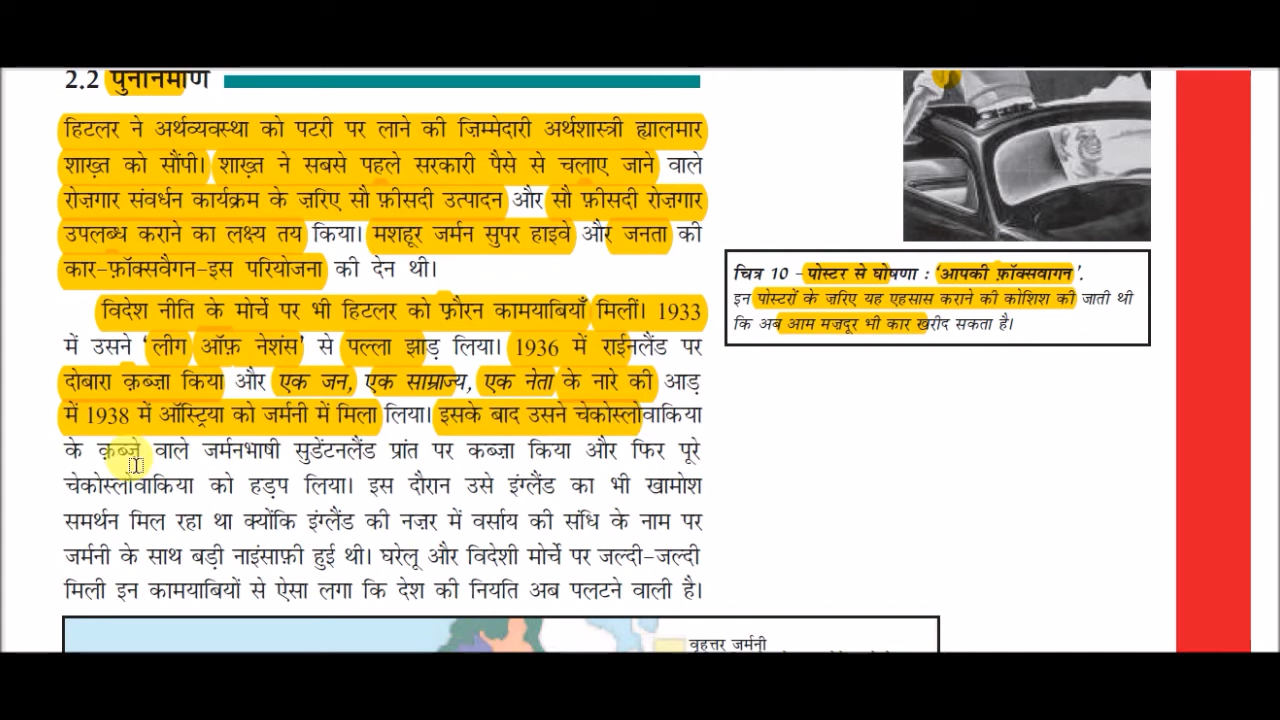 2.2 पुनर्निर्माण
हिटलर ने अर्थव्यवस्था को पटरी पर लाने की ज़िम्मेदारी अर्थशास्त्री ह्यालमार
शाख़्त को सौंपी। शाख़्त ने सबसे पहले सरकारी पैसे से चलाए जाने वाले
रोज़गार संवर्धन कार्यक्रम के ज़रिए सौ फ़ीसदी उत्पादन और सौ फ़ीसदी रोज़गार
उपलब्ध कराने का लक्ष्य तय किया। मशहूर जर्मन सुपर हाइवे और जनता की
कार-फ़ॉक्सवैगन-इस परियोजना की देन थी।
विदेश नीति के मोर्चे पर भी हिटलर को फ़ौरन कामयाबियाँ मिलीं। 1933
में उसने ‘लीग ऑफ़ नेशंस’ से पल्ला झाड़ लिया। 1936 में राईनलैंड पर
दोबारा क़ब्ज़ा किया और एक जन, एक साम्राज्य, एक नेता के नारे की आड़
में 1938 में ऑस्ट्रिया को जर्मनी में मिला लिया। इसके बाद उसने चेकोस्लोवाकिया
के क़ब्ज़े वाले जर्मनभाषी सुडेंटनलैंड प्रांत पर कब्ज़ा किया और फिर पूरे
चेकोस्लोवाकिया को हड़प लिया। इस दौरान उसे इंग्लैंड का भी खामोश
समर्थन मिल रहा था क्योंकि इंग्लैंड की नज़र में वर्साय की संधि के नाम पर
जर्मनी के साथ बड़ी नाइंसाफ़ी हुई थी। घरेलू और विदेशी मोर्चे पर जल्दी-जल्दी
मिली इन कामयाबियों से ऐसा लगा कि देश की नियति अब पलटने वाली है।
चित्र 10 – पोस्टर से घोषणा : ‘आपकी फ़ॉक्सवागन’.
इन पोस्टरों के ज़रिए यह एहसास कराने की कोशिश की जाती थी
कि अब आम मज़दूर भी कार ख़रीद सकता है।
वृहत्तर जर्मनी